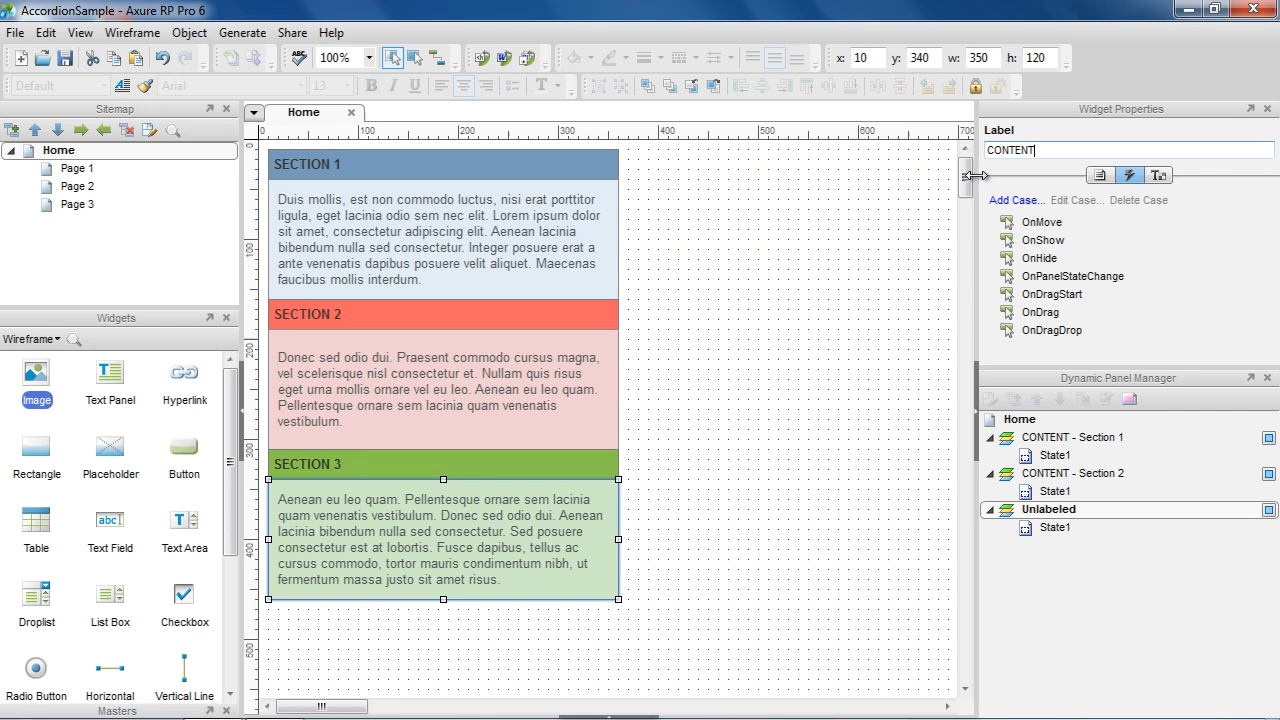 AccordionSample - Axure RP Pro 6
File Edit View Wireframe Object Generate Share Help
ABC 100% x: 10 y: 340 w: 350 h: 120
Default Arial 13 B I U T
Sitemap
Home
Page 1
Page 2
Page 3
Widgets
Wireframe
Image Text Panel Hyperlink
Rectangle Placeholder Button
Table Text Field Text Area
Droplist List Box Checkbox
Radio Button Horizontal Vertical Line
Masters
Home
0 100 200 300 400 500 600 700
0
100
200
300
400
500
SECTION 1
Duis mollis, est non commodo luctus, nisi erat porttitor
ligula, eget lacinia odio sem nec elit. Lorem ipsum dolor
sit amet, consectetur adipiscing elit. Aenean lacinia
bibendum nulla sed consectetur. Integer posuere erat a
ante venenatis dapibus posuere velit aliquet. Maecenas
faucibus mollis interdum.
SECTION 2
Donec sed odio dui. Praesent commodo cursus magna,
vel scelerisque nisl consectetur et. Nullam quis risus
eget urna mollis ornare vel eu leo. Aenean eu leo quam.
Pellentesque ornare sem lacinia quam venenatis
vestibulum.
SECTION 3
Aenean eu leo quam. Pellentesque ornare sem lacinia
quam venenatis vestibulum. Donec sed odio dui. Aenean
lacinia bibendum nulla sed consectetur. Sed posuere
consectetur est at lobortis. Fusce dapibus, tellus ac
cursus commodo, tortor mauris condimentum nibh, ut
fermentum massa justo sit amet risus.
Widget Properties
Label
CONTENT
Add Case... Edit Case... Delete Case
OnMove
OnShow
OnHide
OnPanelStateChange
OnDragStart
OnDrag
OnDragDrop
Dynamic Panel Manager
Home
CONTENT - Section 1
State1
CONTENT - Section 2
State1
Unlabeled
State1